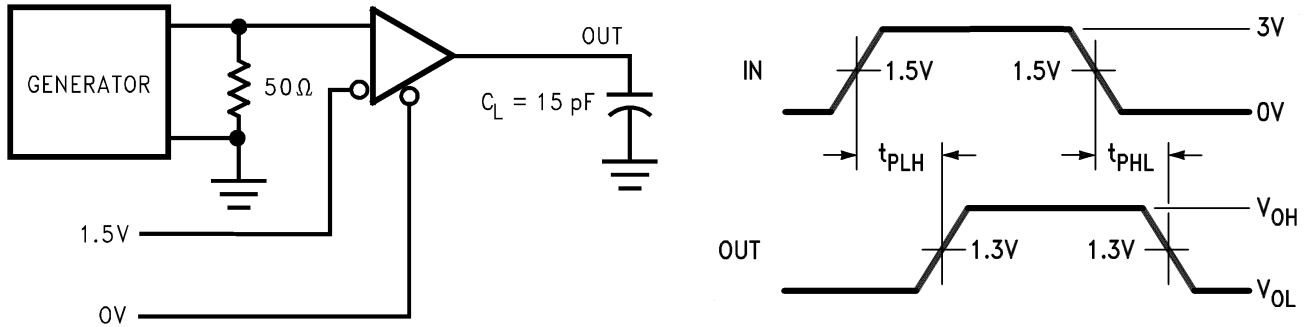 GENERATOR
50Ω
OUT
C_L = 15 pF
1.5V
0V
IN
1.5V
1.5V
3V
0V
t_PLH
t_PHL
OUT
1.3V
1.3V
V_OH
V_OL